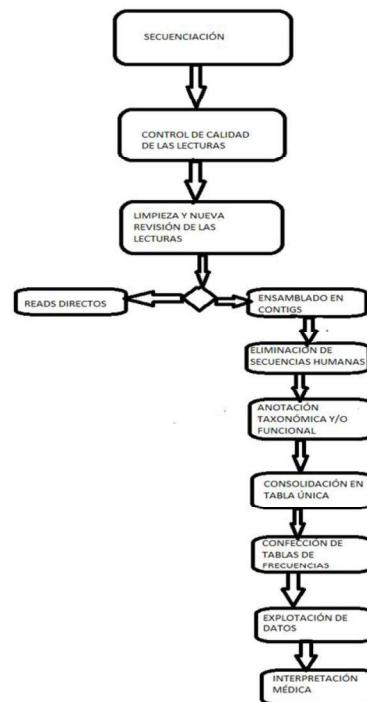 SECUENCIACIÓN
CONTROL DE CALIDAD
DE LAS LECTURAS
LIMPIEZA Y NUEVA
REVISIÓN DE LAS
LECTURAS
READS DIRECTOS
ENSAMBLADO EN
CONTIGS
ELIMINACIÓN DE
SECUENCIAS HUMANAS
ANOTACIÓN
TAXONÓMICA Y/O
FUNCIONAL
CONSOLIDACIÓN EN
TABLA ÚNICA
CONFECCIÓN DE
TABLAS DE
FRECUENCIAS
EXPLOTACIÓN DE
DATOS
INTERPRETACIÓN
MÉDICA